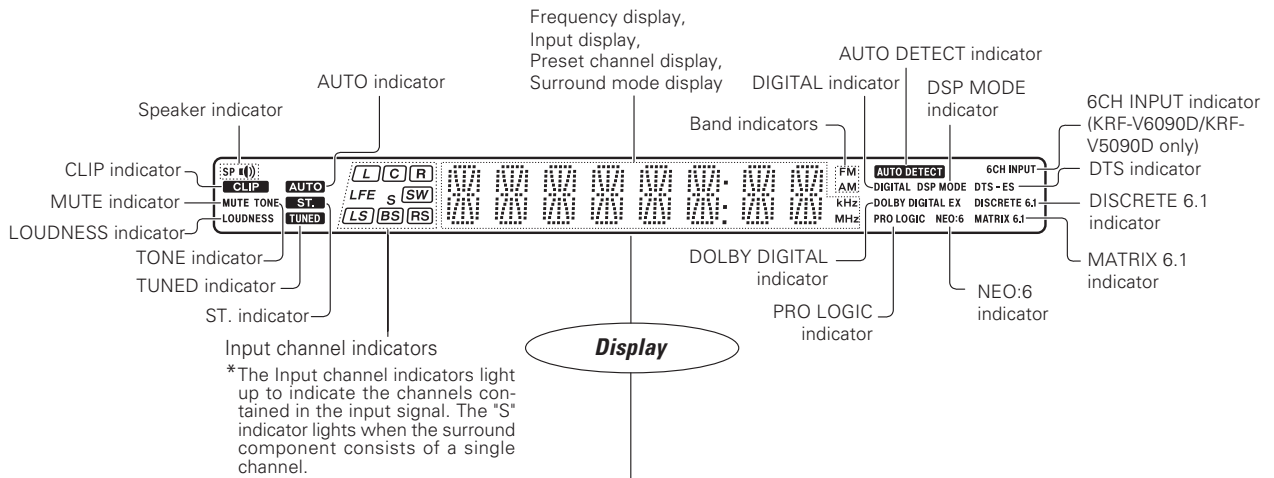 Frequency display,
Input display,
Preset channel display,
Surround mode display
AUTO DETECT indicator
AUTO indicator
DIGITAL indicator
DSP MODE
indicator
Speaker indicator
Band indicators
6CH INPUT indicator
(KRF-V6090D/KRF-
V5090D only)
CLIP indicator
DTS indicator
MUTE indicator
DISCRETE 6.1
indicator
LOUDNESS indicator
SP
CLIP AUTO
MUTE TONE ST.
LOUDNESS TUNED
L C R
LFE S SW
LS BS RS
FM
AM
kHz
MHz
AUTO DETECT 6CH INPUT
DIGITAL DSP MODE DTS - ES
DOLBY DIGITAL EX DISCRETE 6.1
PRO LOGIC NEO:6 MATRIX 6.1
TONE indicator
DOLBY DIGITAL
indicator
MATRIX 6.1
indicator
TUNED indicator
NEO:6
indicator
ST. indicator
PRO LOGIC
indicator
Input channel indicators
Display
*The Input channel indicators light
up to indicate the channels con-
tained in the input signal. The "S"
indicator lights when the surround
component consists of a single
channel.